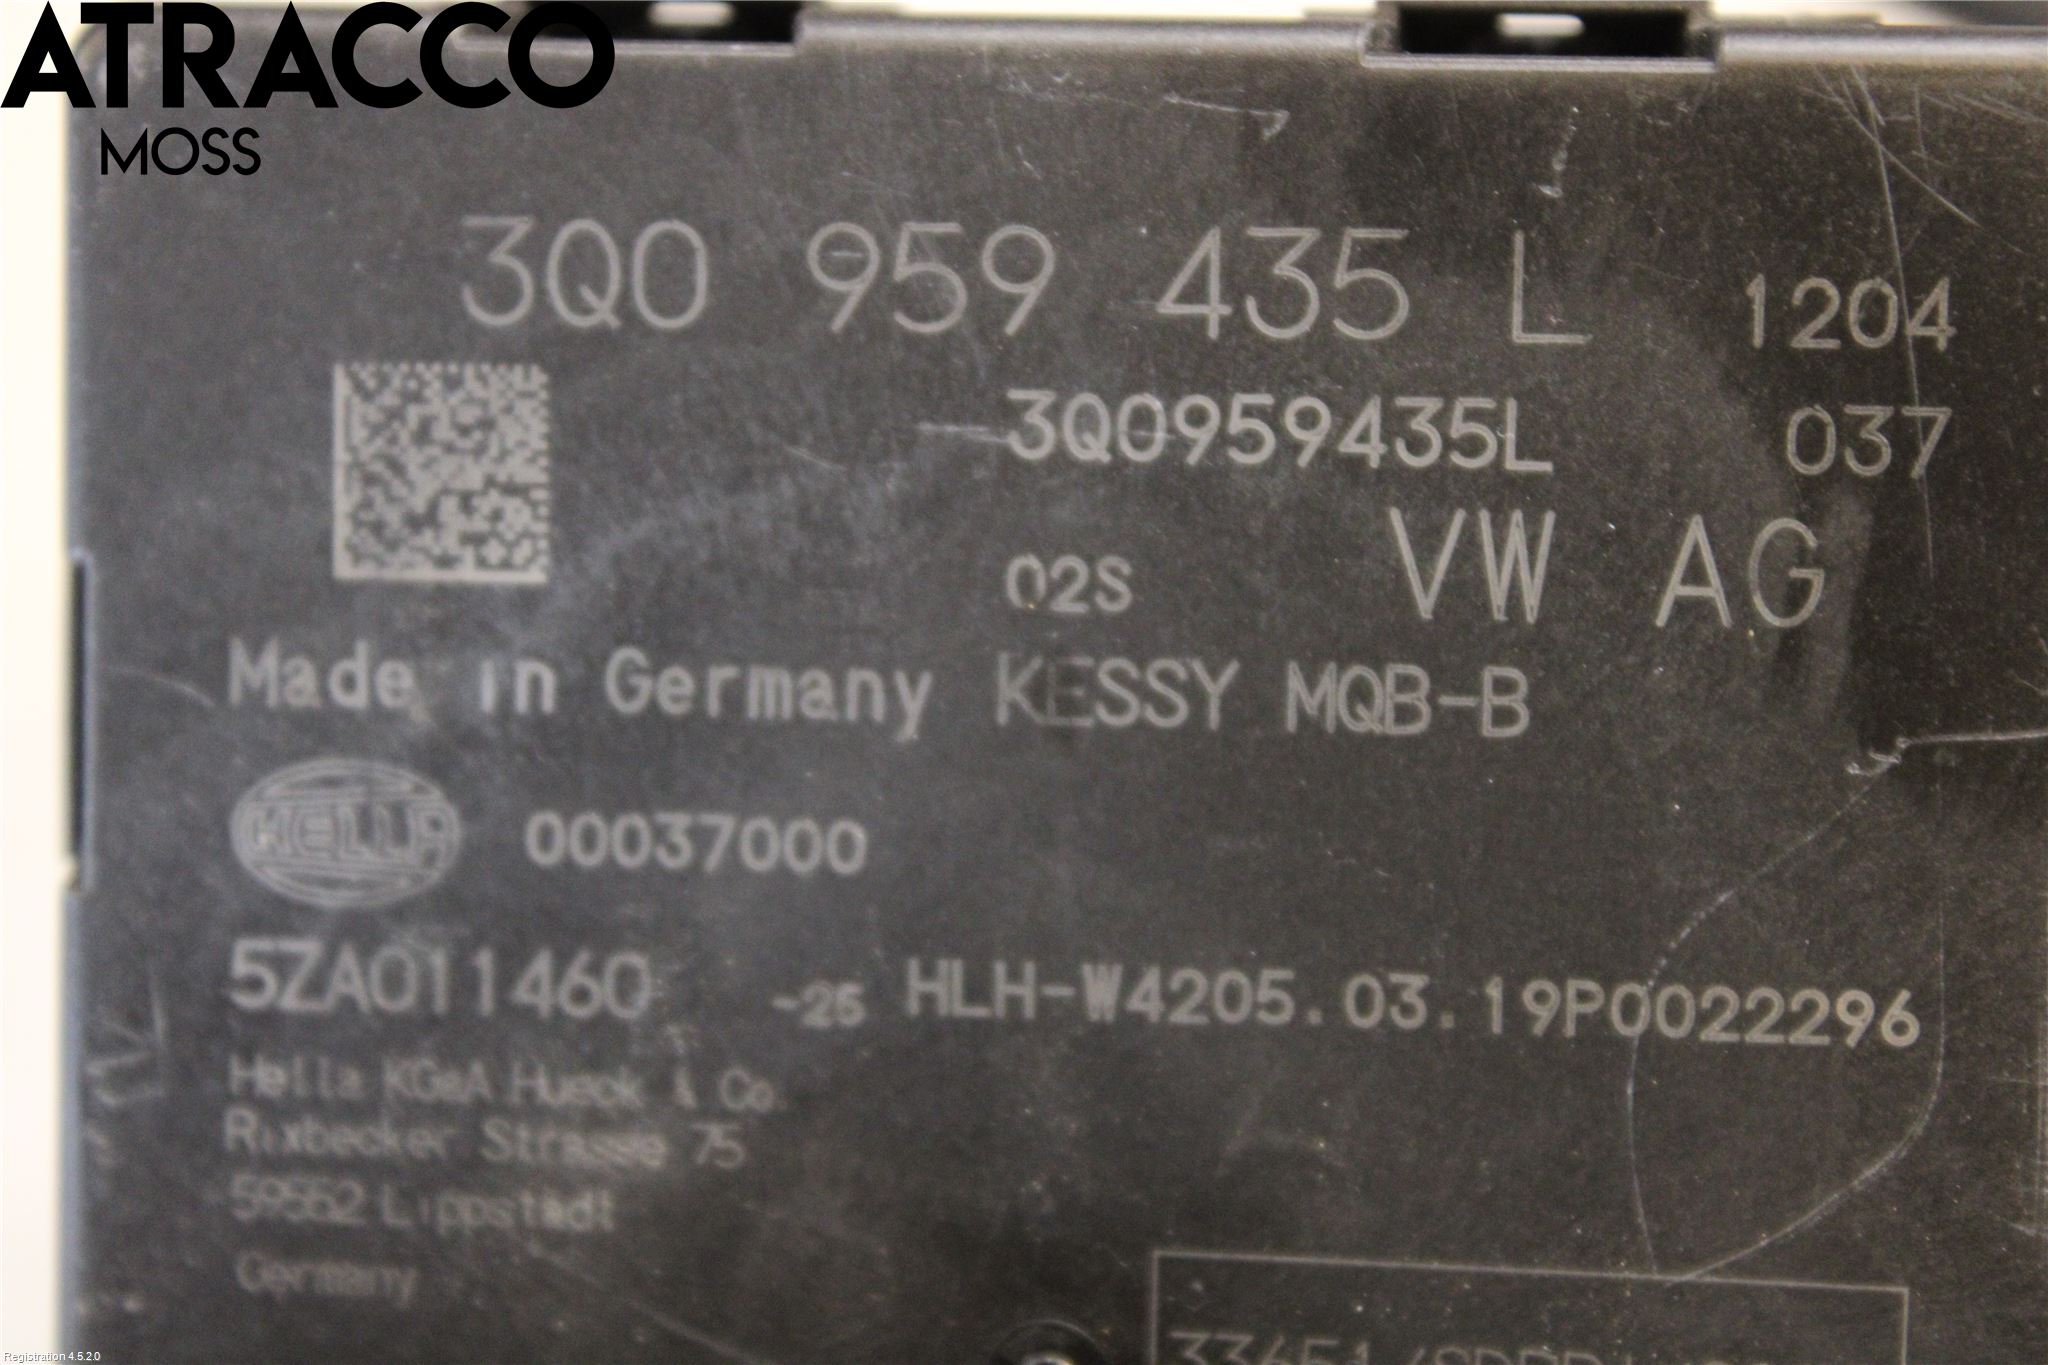 ATRACCO
MOSS
3Q0 959 435 L 1204
3Q0959435L 037
02S VW AG
Made in Germany KESSY MQB-B
HELLA 00037000
5ZA011460 -26 HLH-W4205.03.19P0022296
Hella KGaA Hueck & Co.
Rixbecker Strasse 75
59552 Lippstadt
Germany
Registration 4.5.2.0